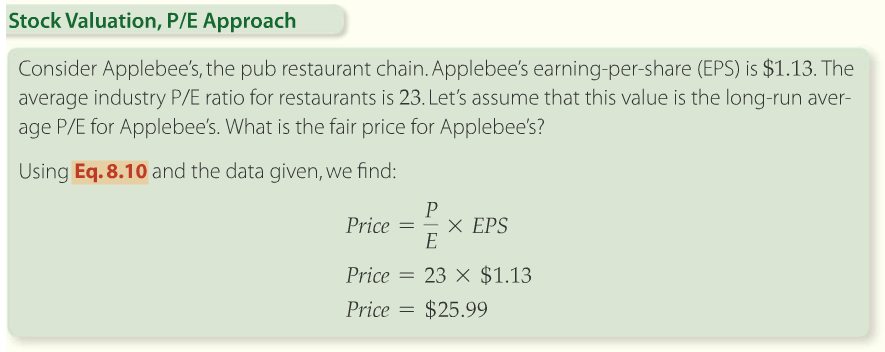 Stock Valuation, P/E Approach
Consider Applebee's, the pub restaurant chain. Applebee's earning-per-share (EPS) is $1.13. The
average industry P/E ratio for restaurants is 23. Let's assume that this value is the long-run aver-
age P/E for Applebee's. What is the fair price for Applebee's?
Using Eq. 8.10 and the data given, we find:
Price = P/E × EPS
Price = 23 × $1.13
Price = $25.99